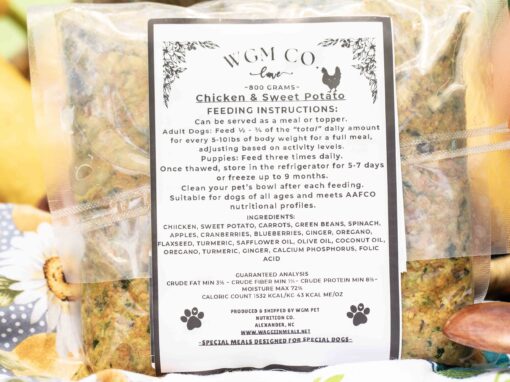 WGM CO.
love
~800 GRAMS~
Chicken & Sweet Potato
FEEDING INSTRUCTIONS:
Can be served as a meal or topper.
Adult Dogs: Feed ½ - ¾ of the "total" daily amount
for every 5-10lbs of body weight for a full meal,
adjusting based on activity levels.
Puppies: Feed three times daily.
Once thawed, store in the refrigerator for 5-7 days
or freeze up to 9 months.
Clean your pet's bowl after each feeding.
Suitable for dogs of all ages and meets AAFCO
nutritional profiles.
INGREDIENTS:
CHICKEN, SWEET POTATO, CARROTS, GREEN BEANS, SPINACH,
APPLES, CRANBERRIES, BLUEBERRIES, GINGER, OREGANO,
FLAXSEED, TURMERIC, SAFFLOWER OIL, OLIVE OIL, COCONUT OIL,
OREGANO, TURMERIC, GINGER, CALCIUM PHOSPHORUS, FOLIC
ACID
GUARANTEED ANALYSIS
CRUDE FAT MIN 3%~ CRUDE FIBER MIN 1%~ CRUDE PROTEIN MIN 8%~
MOISTURE MAX 72%
CALORIC COUNT 1532 KCAL/KG 43 KCAL ME/OZ
PRODUCED & SHIPPED BY WGM PET
NUTRITION CO.
ALEXANDER, NC
WWW.WAGGINMEALS.NET
~SPECIAL MEALS DESIGNED FOR SPECIAL DOGS~